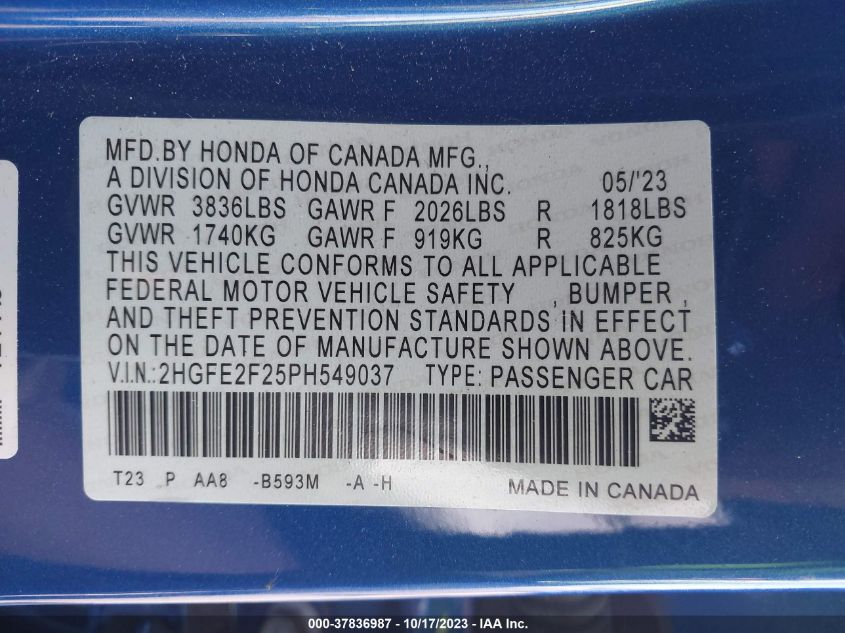 MFD.BY HONDA OF CANADA MFG.,
A DIVISION OF HONDA CANADA INC. 05/'23
GVWR 3836LBS GAWR F 2026LBS R 1818LBS
GVWR 1740KG GAWR F 919KG R 825KG
THIS VEHICLE CONFORMS TO ALL APPLICABLE
FEDERAL MOTOR VEHICLE SAFETY , BUMPER ,
AND THEFT PREVENTION STANDARDS IN EFFECT
ON THE DATE OF MANUFACTURE SHOWN ABOVE.
V.I.N.:2HGFE2F25PH549037 TYPE: PASSENGER CAR
T23 P AA8 -B593M -A -H
MADE IN CANADA
000-37836987 - 10/17/2023 - IAA Inc.